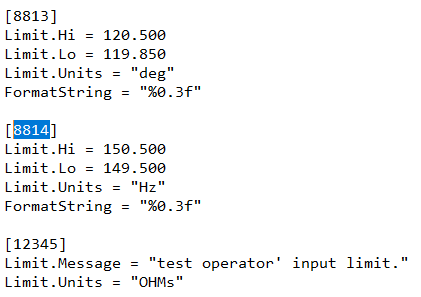 [8813]
Limit.Hi = 120.500
Limit.Lo = 119.850
Limit.Units = "deg"
FormatString = "%0.3f"
[8814]
Limit.Hi = 150.500
Limit.Lo = 149.500
Limit.Units = "Hz"
FormatString = "%0.3f"
[12345]
Limit.Message = "test operator' input limit."
Limit.Units = "OHMs"